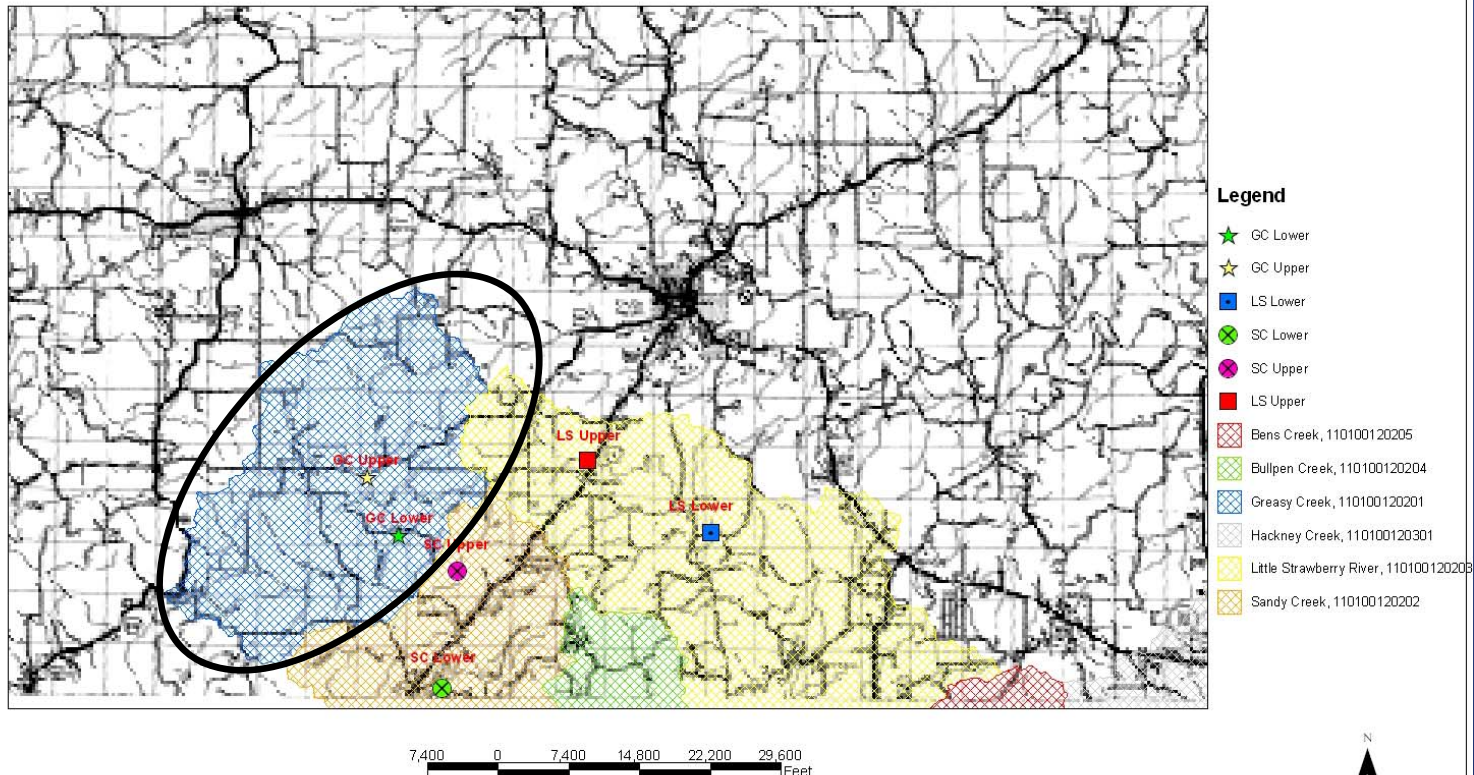 GC Upper
GC Lower
SC Upper
SC Lower
LS Upper
LS Lower
Legend
GC Lower
GC Upper
LS Lower
SC Lower
SC Upper
LS Upper
Bens Creek, 110100120205
Bullpen Creek, 110100120204
Greasy Creek, 110100120201
Hackney Creek, 110100120301
Little Strawberry River, 110100120203
Sandy Creek, 110100120202
7,400 0 7,400 14,800 22,200 29,600
Feet
N